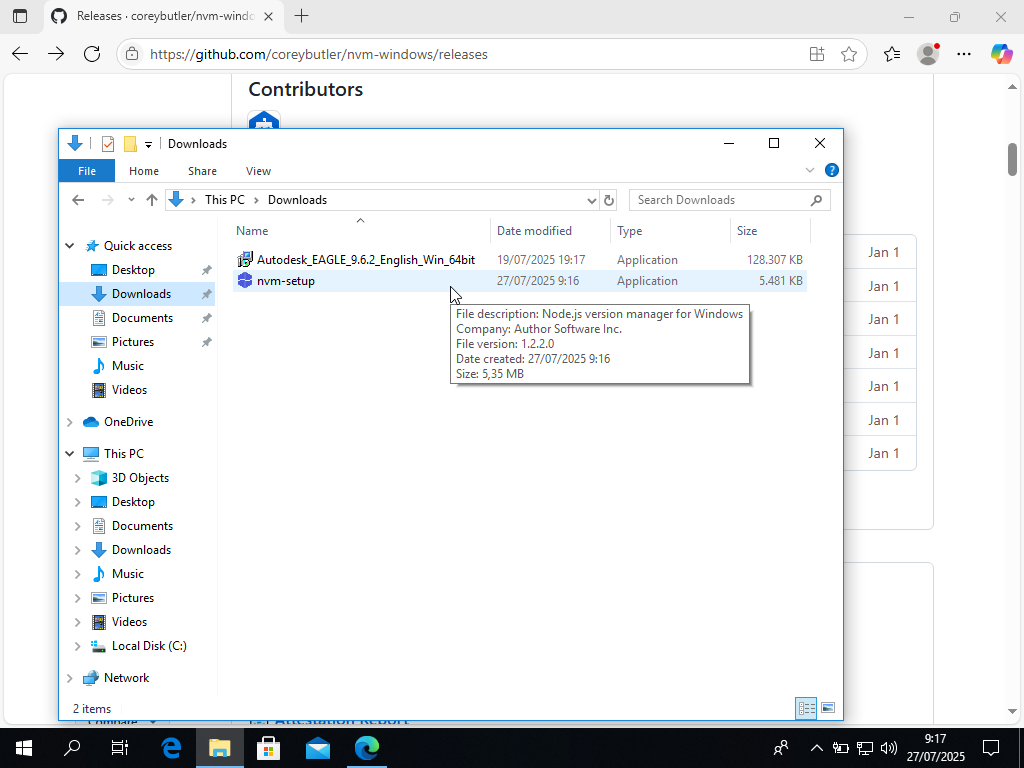 Releases · coreybutler/nvm-windo
https://github.com/coreybutler/nvm-windows/releases
Contributors
Downloads
File
Home
Share
View
This PC
Downloads
Search Downloads
Name
Date modified
Type
Size
Autodesk_EAGLE_9.6.2_English_Win_64bit
19/07/2025 19:17
Application
128.307 KB
nvm-setup
27/07/2025 9:16
Application
5.481 KB
File description: Node.js version manager for Windows
Company: Author Software Inc.
File version: 1.2.2.0
Date created: 27/07/2025 9:16
Size: 5,35 MB
Quick access
Desktop
Downloads
Documents
Pictures
Music
Videos
OneDrive
This PC
3D Objects
Desktop
Documents
Downloads
Music
Pictures
Videos
Local Disk (C:)
Network
2 items
Jan 1
Jan 1
Jan 1
Jan 1
Jan 1
Jan 1
Jan 1
Compare
Attestation Report
9:17
27/07/2025